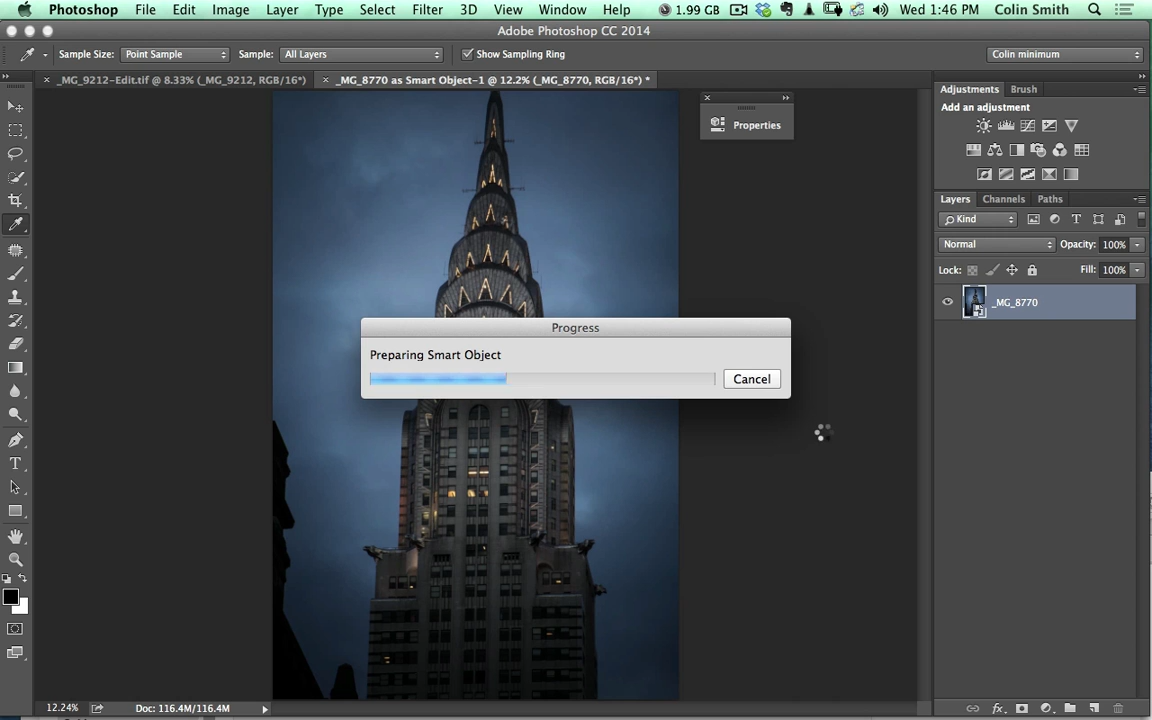 Photoshop File Edit Image Layer Type Select Filter 3D View Window Help 1.99 GB Wed 1:46 PM Colin Smith
Adobe Photoshop CC 2014
Sample Size: Point Sample Sample: All Layers Show Sampling Ring Colin minimum
_MG_9212-Edit.tif @ 8.33% (_MG_9212, RGB/16*) _MG_8770 as Smart Object-1 @ 12.2% (_MG_8770, RGB/16*) *
Adjustments Brush
Add an adjustment
Properties
Layers Channels Paths
Kind
Normal Opacity: 100%
Lock: Fill: 100%
_MG_8770
Progress
Preparing Smart Object
Cancel
12.24% Doc: 116.4M/116.4M